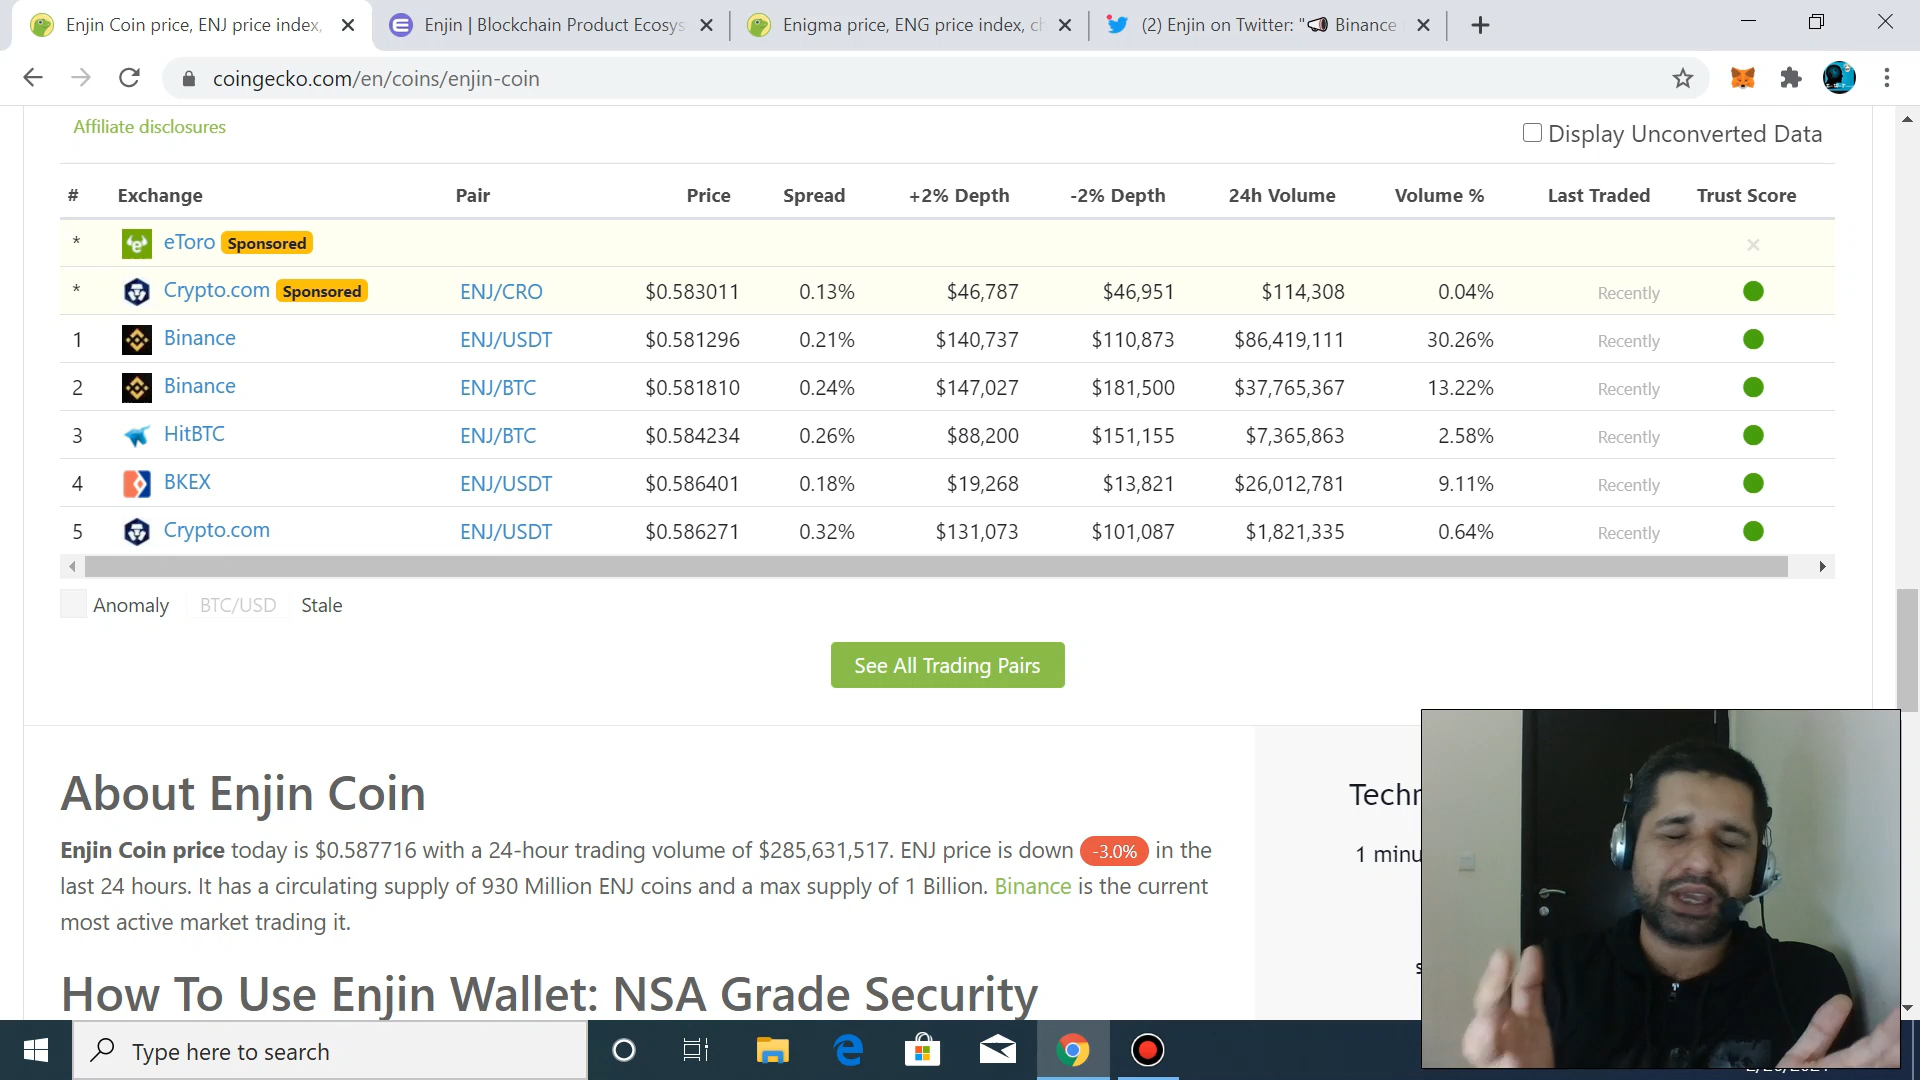 Enjin Coin price, ENJ price index,
Enjin | Blockchain Product Ecosys
Enigma price, ENG price index, ch
(2) Enjin on Twitter: " Binance
coingecko.com/en/coins/enjin-coin
Affiliate disclosures
Display Unconverted Data
# Exchange Pair Price Spread +2% Depth -2% Depth 24h Volume Volume % Last Traded Trust Score
* eToro Sponsored
* Crypto.com Sponsored ENJ/CRO $0.583011 0.13% $46,787 $46,951 $114,308 0.04% Recently
1 Binance ENJ/USDT $0.581296 0.21% $140,737 $110,873 $86,419,111 30.26% Recently
2 Binance ENJ/BTC $0.581810 0.24% $147,027 $181,500 $37,765,367 13.22% Recently
3 HitBTC ENJ/BTC $0.584234 0.26% $88,200 $151,155 $7,365,863 2.58% Recently
4 BKEX ENJ/USDT $0.586401 0.18% $19,268 $13,821 $26,012,781 9.11% Recently
5 Crypto.com ENJ/USDT $0.586271 0.32% $131,073 $101,087 $1,821,335 0.64% Recently
Anomaly BTC/USD Stale
See All Trading Pairs
About Enjin Coin
Enjin Coin price today is $0.587716 with a 24-hour trading volume of $285,631,517. ENJ price is down -3.0% in the
last 24 hours. It has a circulating supply of 930 Million ENJ coins and a max supply of 1 Billion. Binance is the current
most active market trading it.
Techn
1 minu
How To Use Enjin Wallet: NSA Grade Security
Type here to search